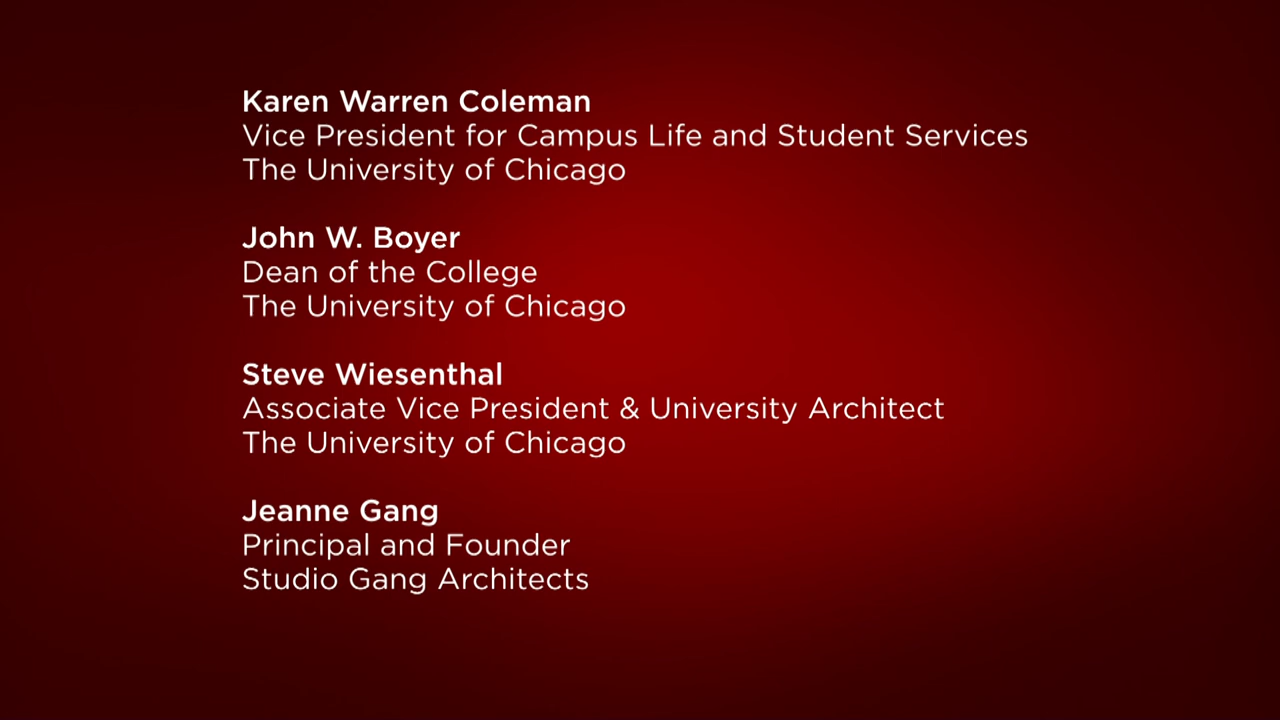 Karen Warren Coleman
Vice President for Campus Life and Student Services
The University of Chicago
John W. Boyer
Dean of the College
The University of Chicago
Steve Wiesenthal
Associate Vice President & University Architect
The University of Chicago
Jeanne Gang
Principal and Founder
Studio Gang Architects